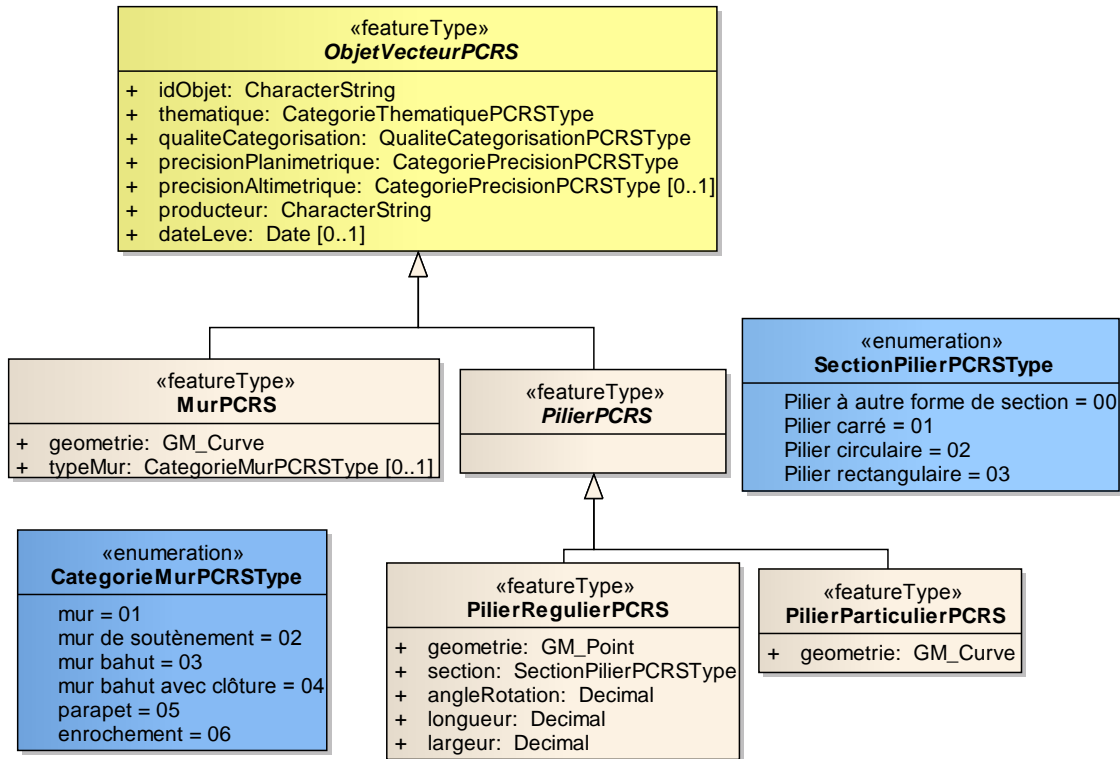 «featureType»
ObjetVecteurPCRS
+ idObjet: CharacterString
+ thematique: CategorieThematiquePCRSType
+ qualiteCategorisation: QualiteCategorisationPCRSType
+ precisionPlanimetrique: CategoriePrecisionPCRSType
+ precisionAltimetrique: CategoriePrecisionPCRSType [0..1]
+ producteur: CharacterString
+ dateLeve: Date [0..1]
«featureType»
MurPCRS
+ geometrie: GM_Curve
+ typeMur: CategorieMurPCRSType [0..1]
«featureType»
PilierPCRS
«enumeration»
SectionPilierPCRSType
Pilier à autre forme de section = 00
Pilier carré = 01
Pilier circulaire = 02
Pilier rectangulaire = 03
«enumeration»
CategorieMurPCRSType
mur = 01
mur de soutènement = 02
mur bahut = 03
mur bahut avec clôture = 04
parapet = 05
enrochement = 06
«featureType»
PilierRegulierPCRS
+ geometrie: GM_Point
+ section: SectionPilierPCRSType
+ angleRotation: Decimal
+ longueur: Decimal
+ largeur: Decimal
«featureType»
PilierParticulierPCRS
+ geometrie: GM_Curve